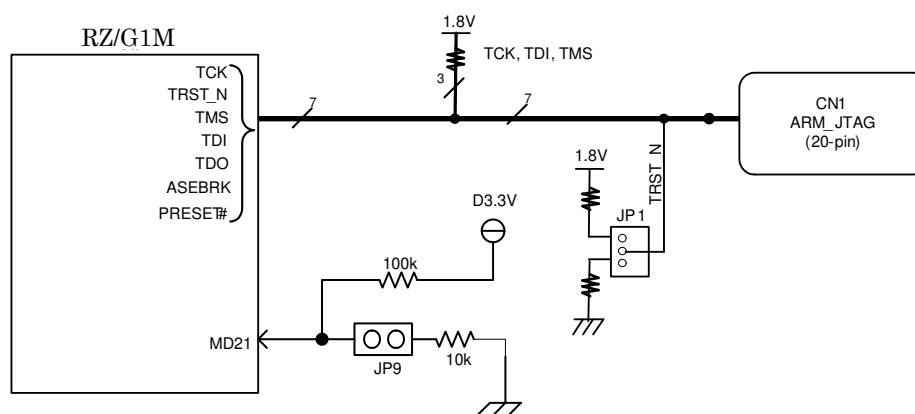 RZ/G1M
TCK
TRST_N
TMS
TDI
TDO
ASEBRK
PRESET#
MD21
7
1.8V
3
TCK, TDI, TMS
7
CN1
ARM_JTAG
(20-pin)
TRST_N
1.8V
JP1
D3.3V
100k
JP9
10k